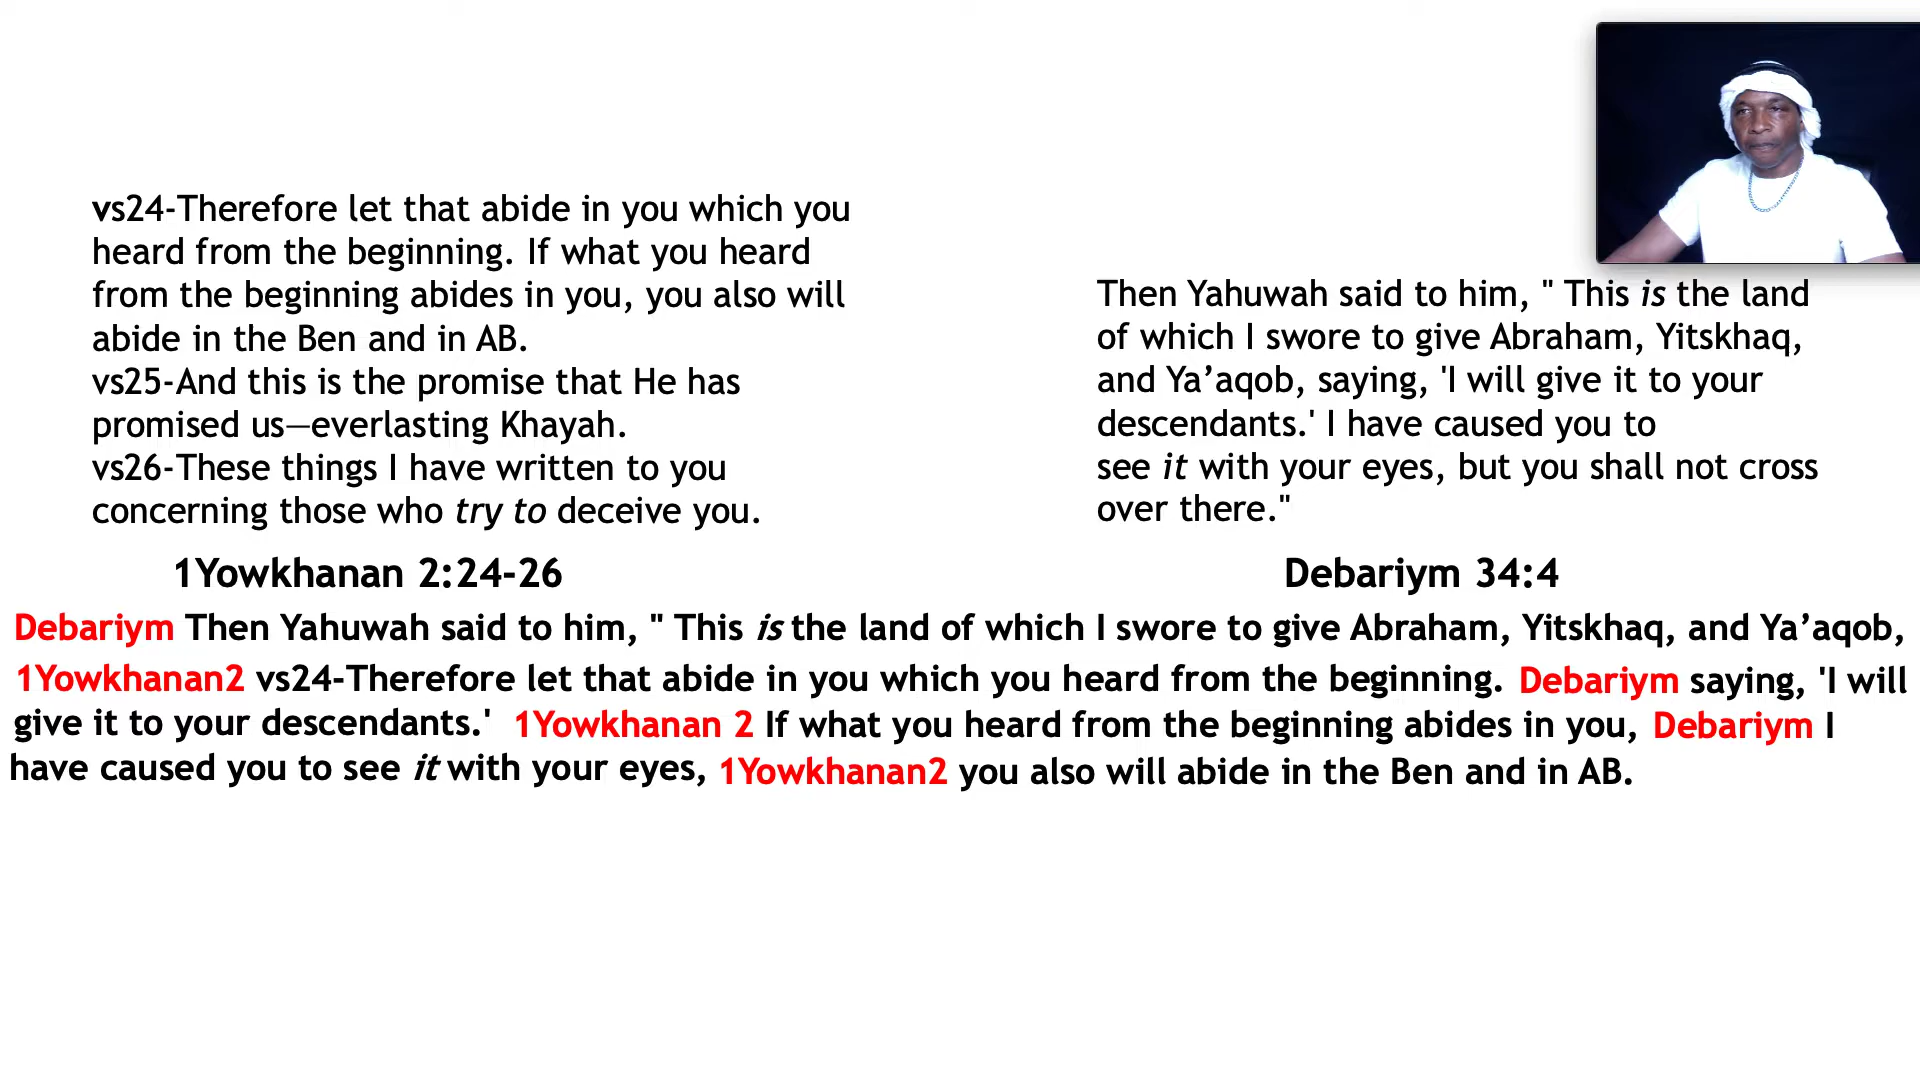 vs24-Therefore let that abide in you which you
heard from the beginning. If what you heard
from the beginning abides in you, you also will
abide in the Ben and in AB.
vs25-And this is the promise that He has
promised us—everlasting Khayah.
vs26-These things I have written to you
concerning those who try to deceive you.
1Yowkhanan 2:24-26
Then Yahuwah said to him, " This is the land
of which I swore to give Abraham, Yitskhaq,
and Ya’aqob, saying, 'I will give it to your
descendants.' I have caused you to
see it with your eyes, but you shall not cross
over there."
Debariym 34:4
Debariym Then Yahuwah said to him, " This is the land of which I swore to give Abraham, Yitskhaq, and Ya’aqob,
1Yowkhanan2 vs24-Therefore let that abide in you which you heard from the beginning. Debariym saying, 'I will
give it to your descendants.' 1Yowkhanan 2 If what you heard from the beginning abides in you, Debariym I
have caused you to see it with your eyes, 1Yowkhanan2 you also will abide in the Ben and in AB.